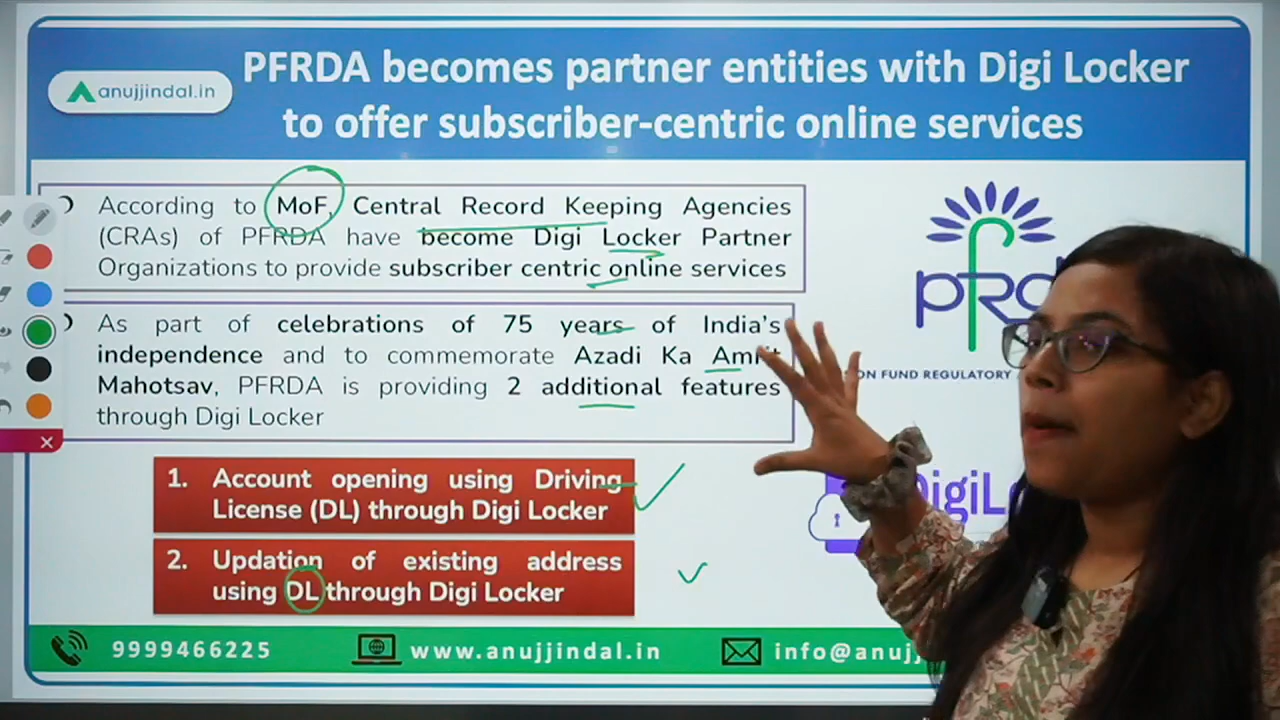 PFRDA becomes partner entities with Digi Locker
anujjindal.in
to offer subscriber-centric online services
According to MoF, Central Record Keeping Agencies
(CRAs) of PFRDA have become Digi Locker Partner
Organizations to provide subscriber centric online services
As part of celebrations of 75 years of India's
independence and to commemorate Azadi Ka Amrit
Mahotsav, PFRDA is providing 2 additional features
through Digi Locker
1. Account opening using Driving
License (DL) through Digi Locker
2. Updation of existing address
using DL through Digi Locker
pfrd
ON FUND REGULATORY
DigiL
9999466225
www.anujjindal.in
info@anujj